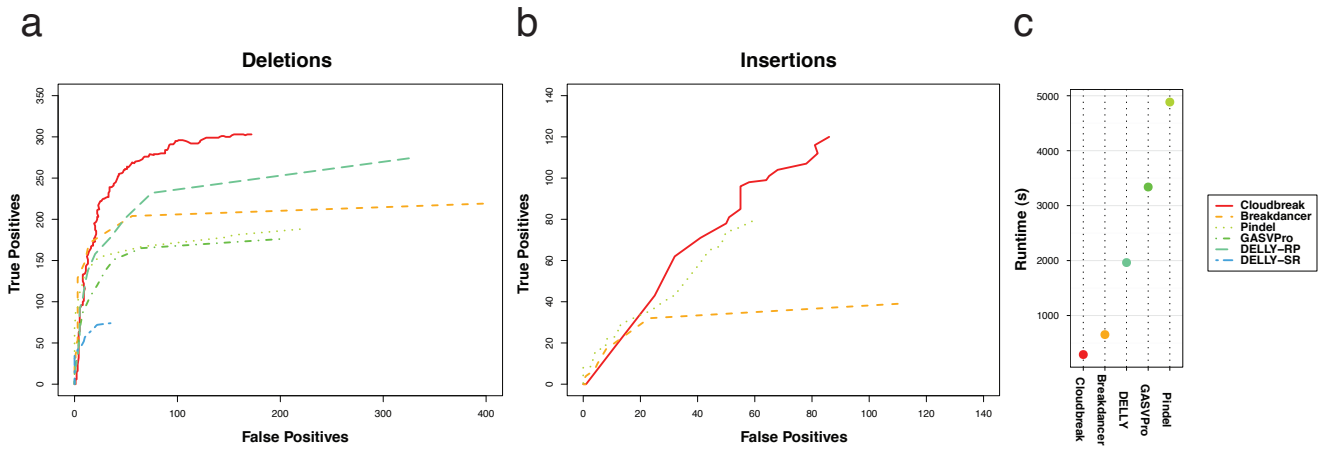 a
Deletions
True Positives
350
300
250
200
150
100
50
0
0
100
200
300
400
False Positives
b
Insertions
True Positives
140
120
100
80
60
40
20
0
0
20
40
60
80
100
120
140
False Positives
c
Runtime (s)
5000
4000
3000
2000
1000
Cloudbreak
Breakdancer
DELLY
GASVPro
Pindel
Cloudbreak
Breakdancer
Pindel
GASVPro
DELLY−RP
DELLY−SR